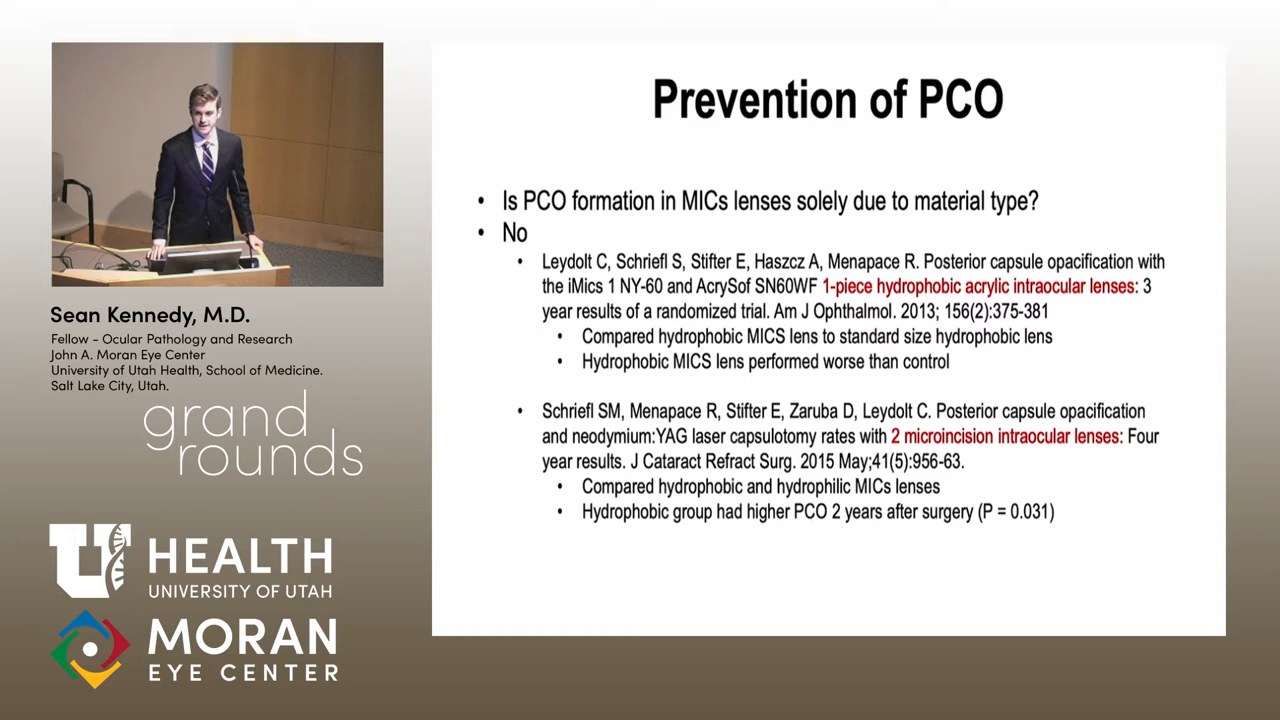 Sean Kennedy, M.D.
Fellow - Ocular Pathology and Research
John A. Moran Eye Center
University of Utah Health, School of Medicine.
Salt Lake City, Utah.
grand
rounds
U HEALTH
UNIVERSITY OF UTAH
MORAN
EYE CENTER
Prevention of PCO
• Is PCO formation in MICs lenses solely due to material type?
• No
• Leydolt C, Schriefl S, Stifter E, Haszcz A, Menapace R. Posterior capsule opacification with
the iMics 1 NY-60 and AcrySof SN60WF 1-piece hydrophobic acrylic intraocular lenses: 3
year results of a randomized trial. Am J Ophthalmol. 2013; 156(2):375-381
• Compared hydrophobic MICS lens to standard size hydrophobic lens
• Hydrophobic MICS lens performed worse than control
• Schriefl SM, Menapace R, Stifter E, Zaruba D, Leydolt C. Posterior capsule opacification
and neodymium:YAG laser capsulotomy rates with 2 microincision intraocular lenses: Four
year results. J Cataract Refract Surg. 2015 May;41(5):956-63.
• Compared hydrophobic and hydrophilic MICs lenses
• Hydrophobic group had higher PCO 2 years after surgery (P = 0.031)